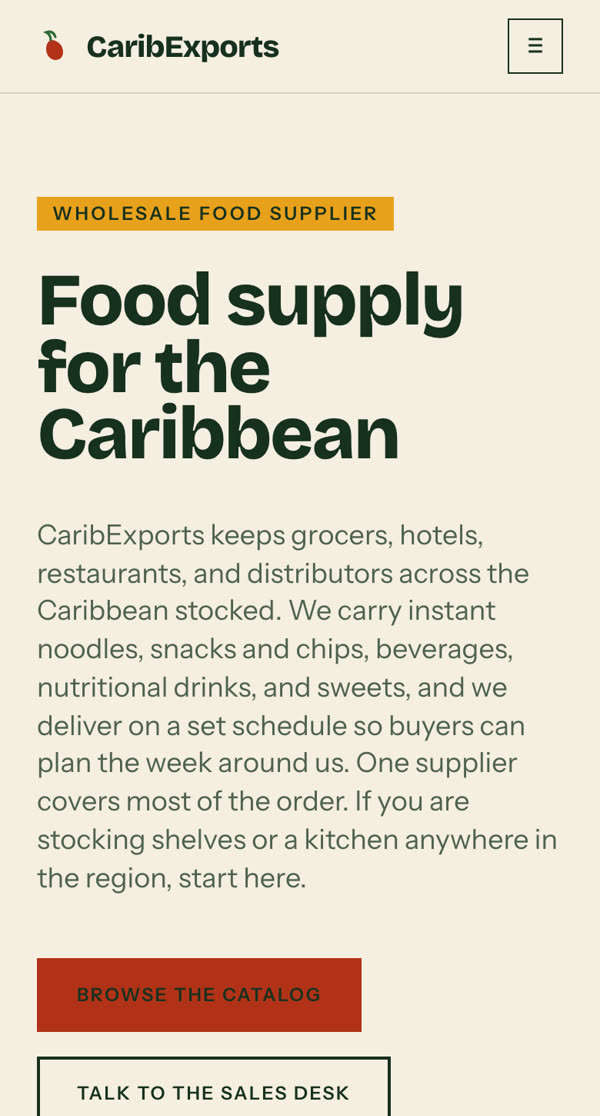 CaribExports
WHOLESALE FOOD SUPPLIER
Food supply
for the
Caribbean
CaribExports keeps grocers, hotels,
restaurants, and distributors across the
Caribbean stocked. We carry instant
noodles, snacks and chips, beverages,
nutritional drinks, and sweets, and we
deliver on a set schedule so buyers can
plan the week around us. One supplier
covers most of the order. If you are
stocking shelves or a kitchen anywhere in
the region, start here.
BROWSE THE CATALOG
TALK TO THE SALES DESK